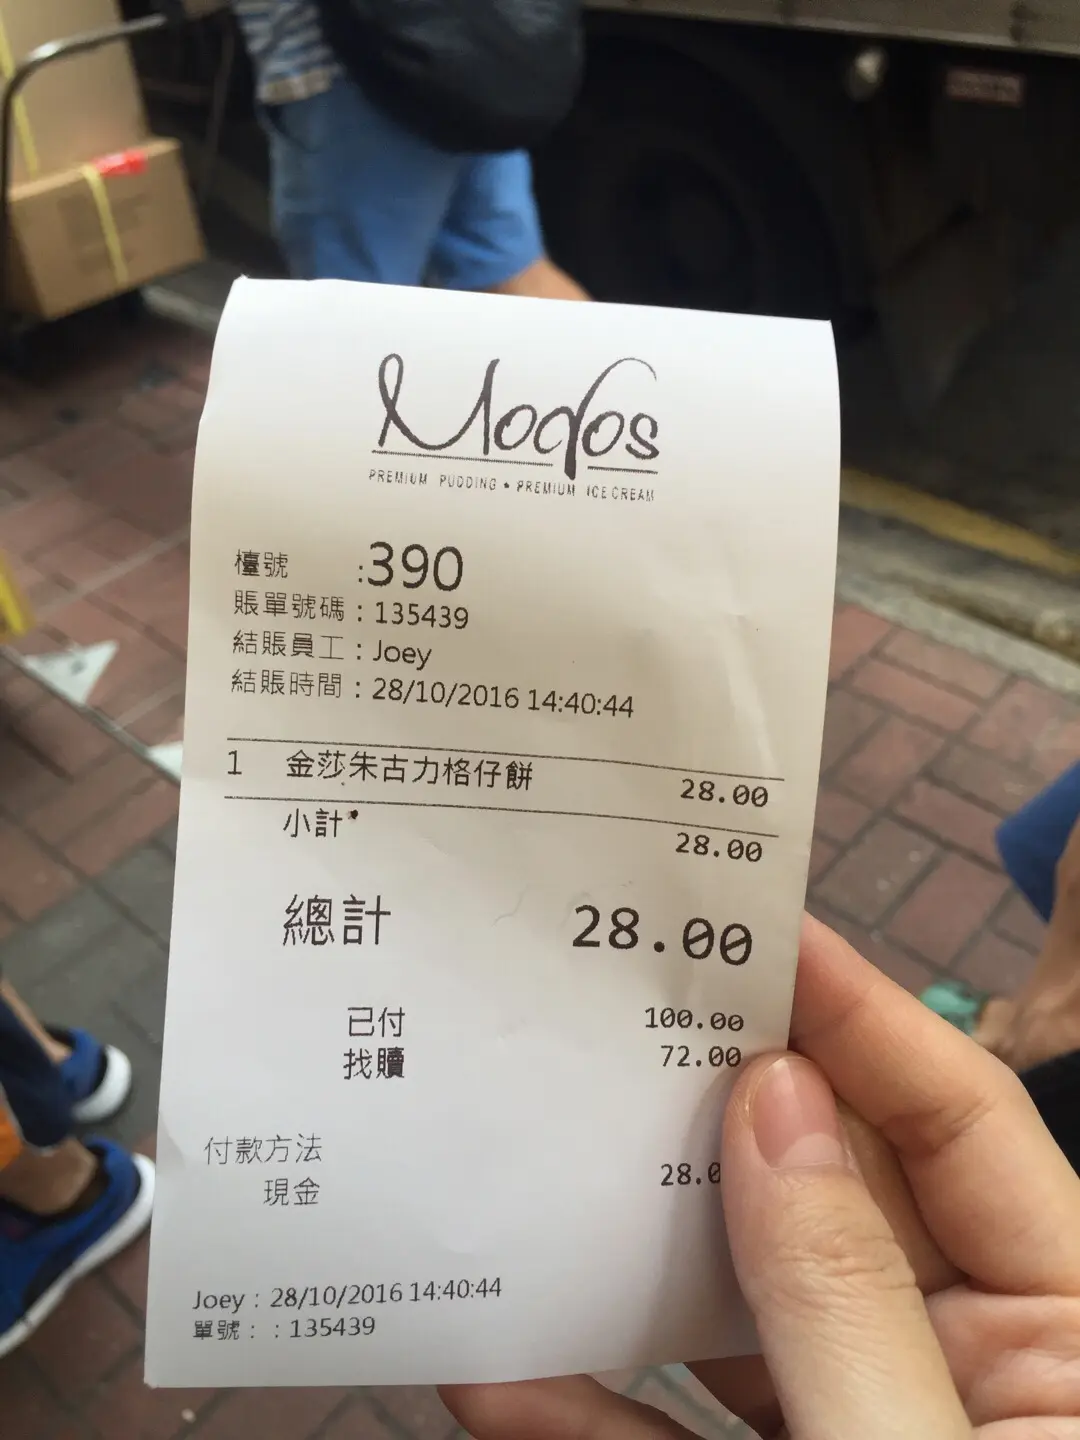 Modos
PREMIUM PUDDING • PREMIUM ICE CREAM
檯號 :390
賬單號碼 : 135439
結賬員工 : Joey
結賬時間 : 28/10/2016 14:40:44
1 金莎朱古力格仔餅 28.00
小計* 28.00
總計 28.00
已付 100.00
找贖 72.00
付款方法
現金 28.0
Joey : 28/10/2016 14:40:44
單號 : : 135439